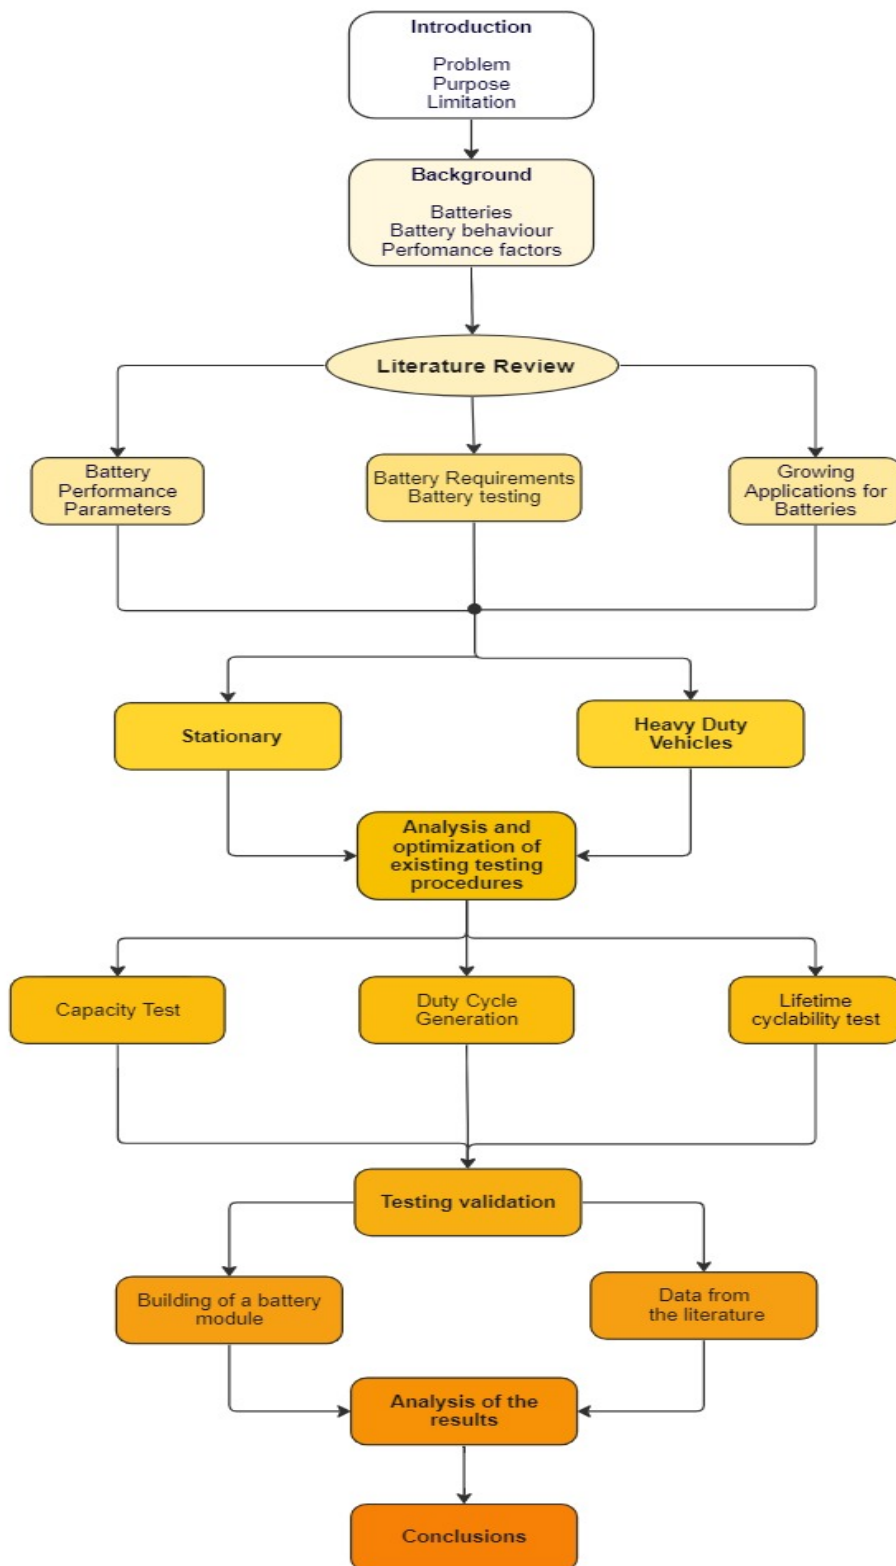 Introduction
Problem
Purpose
Limitation
Background
Batteries
Battery behaviour
Perfomance factors
Literature Review
Battery
Performance
Parameters
Battery Requirements
Battery testing
Growing
Applications for
Batteries
Stationary
Heavy Duty
Vehicles
Analysis and
optimization of
existing testing
procedures
Capacity Test
Duty Cycle
Generation
Lifetime
cyclability test
Testing validation
Building of a battery
module
Data from
the literature
Analysis of the
results
Conclusions